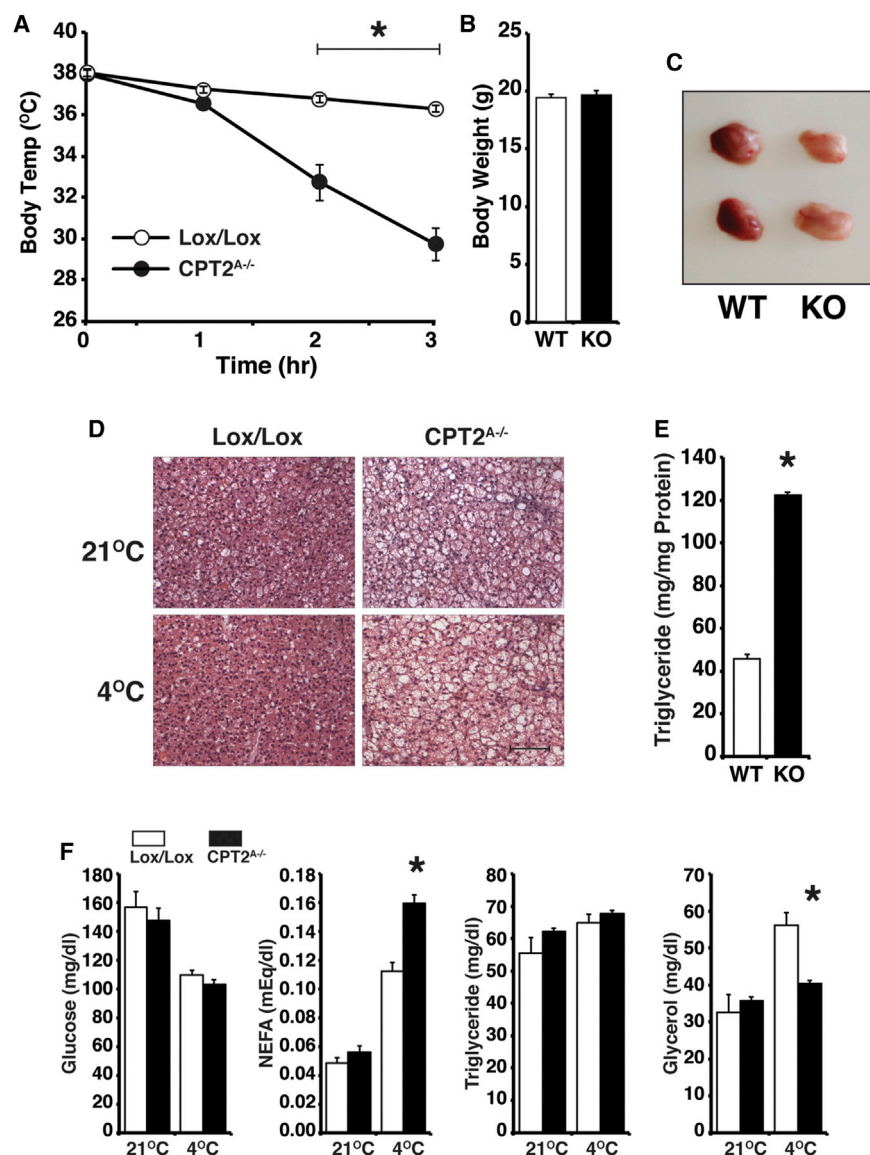 A
Body Temp (°C)
40
38
36
34
32
30
28
26
*
Lox/Lox
CPT2A-/-
0
1
2
3
Time (hr)
B
Body Weight (g)
25
20
15
10
5
0
WT KO
C
WT KO
D
Lox/Lox CPT2A-/-
21°C
4°C
E
Triglyceride (mg/mg Protein)
140
120
100
80
60
40
20
0
*
WT KO
F
Lox/Lox CPT2A-/-
Glucose (mg/dl)
180
160
140
120
100
80
60
40
20
0
21°C 4°C
NEFA (mEq/dl)
0.18
0.16
0.14
0.12
0.10
0.08
0.06
0.04
0.02
0.00
*
21°C 4°C
Triglyceride (mg/dl)
80
70
60
50
40
30
20
10
0
21°C 4°C
Glycerol (mg/dl)
70
60
50
40
30
20
10
0
*
21°C 4°C